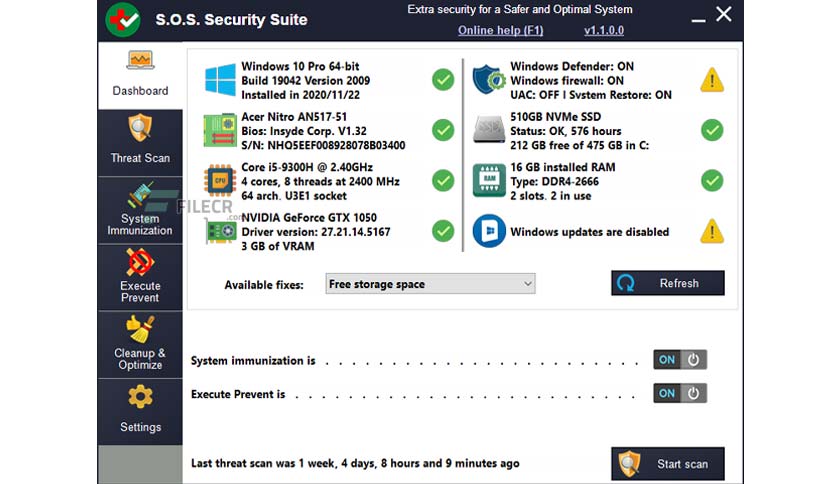 S.O.S. Security Suite
Extra security for a Safer and Optimal System
Online help (F1)
v1.1.0.0
Dashboard
Threat Scan
System
Immunization
Execute
Prevent
Cleanup &
Optimize
Settings
Windows 10 Pro 64-bit
Build 19042 Version 2009
Installed in 2020/11/22
Acer Nitro AN517-51
Bios: Insyde Corp. V1.32
S/N: NHO5EEF008928078B03400
CPU
Core i5-9300H @ 2.40GHz
4 cores, 8 threads at 2400 MHz
64 arch. U3E1 socket
FILECR
.com
NVIDIA GeForce GTX 1050
Driver version: 27.21.14.5167
3 GB of VRAM
Windows Defender: ON
Windows firewall: ON
UAC: OFF I System Restore: ON
SSD
510GB NVMe SSD
Status: OK, 576 hours
212 GB free of 475 GB in C:
RAM
16 GB installed RAM
Type: DDR4-2666
2 slots. 2 in use
Windows updates are disabled
Available fixes:
Free storage space
Refresh
System immunization is . . . . . . . . . . . . . . . . . . . . . . . .
ON
Execute Prevent is . . . . . . . . . . . . . . . . . . . . . . . . . .
ON
Last threat scan was 1 week, 4 days, 8 hours and 9 minutes ago
Start scan